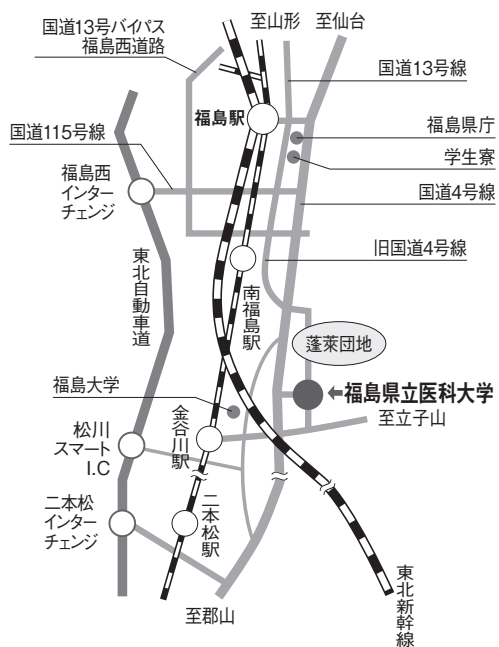 至山形
至仙台
国道13号バイパス
福島西道路
国道13号線
福島駅
福島県庁
国道115号線
学生寮
福島西
インター
チェンジ
国道4号線
旧国道4号線
東北自動車道
南福島駅
蓬萊団地
福島大学
←福島県立医科大学
金谷川駅
至立子山
松川
スマート
I.C
二本松
インター
チェンジ
二本松駅
至郡山
東北新幹線